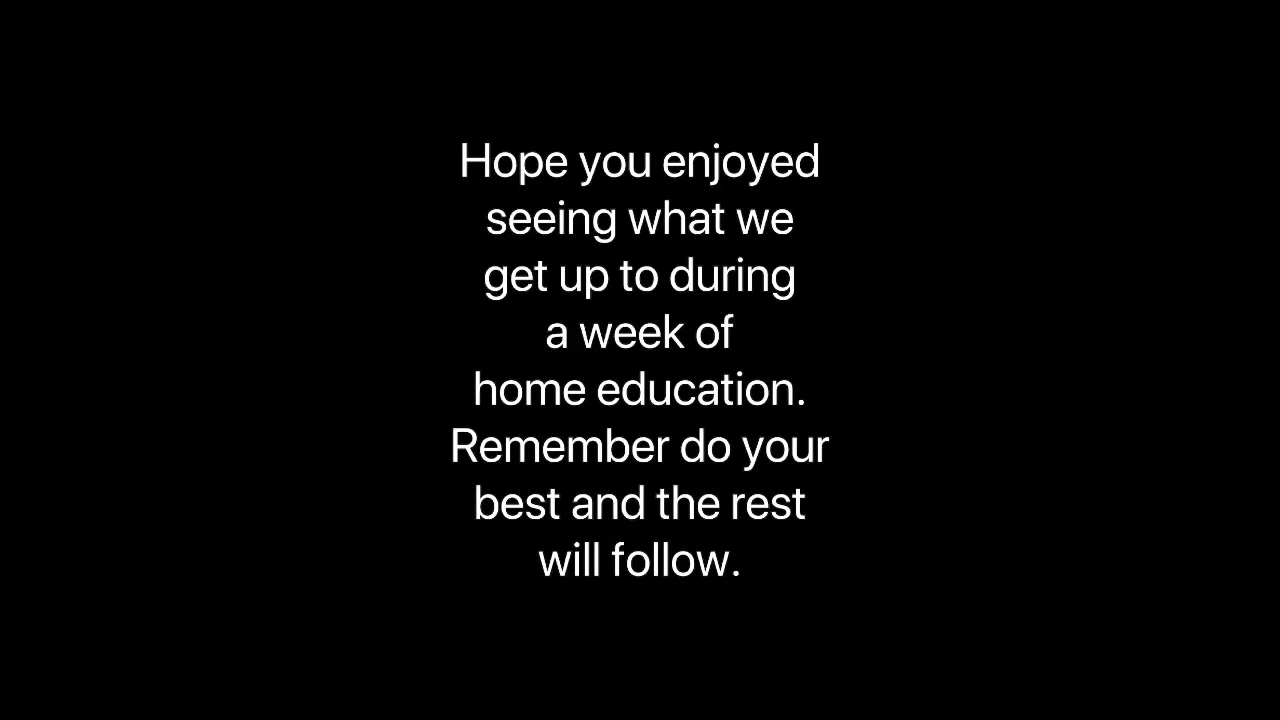 Hope you enjoyed
seeing what we
get up to during
a week of
home education.
Remember do your
best and the rest
will follow.